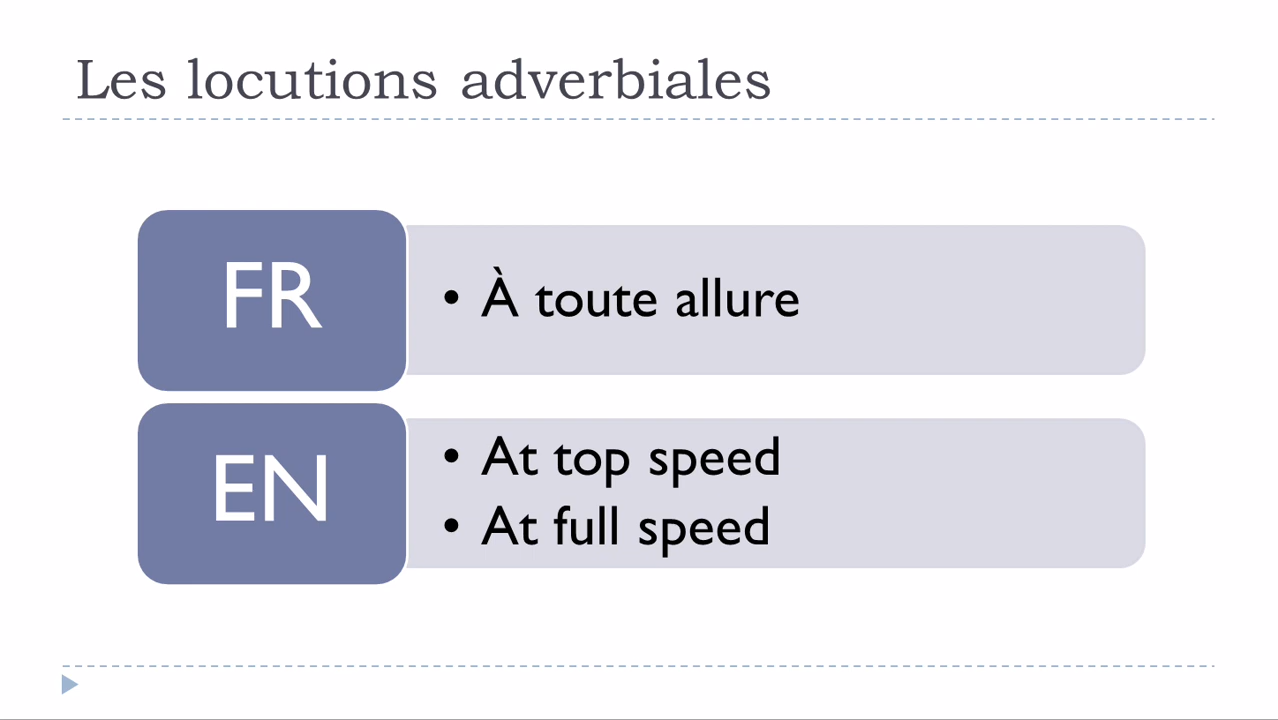 Les locutions adverbiales
FR
• À toute allure
EN
• At top speed
• At full speed